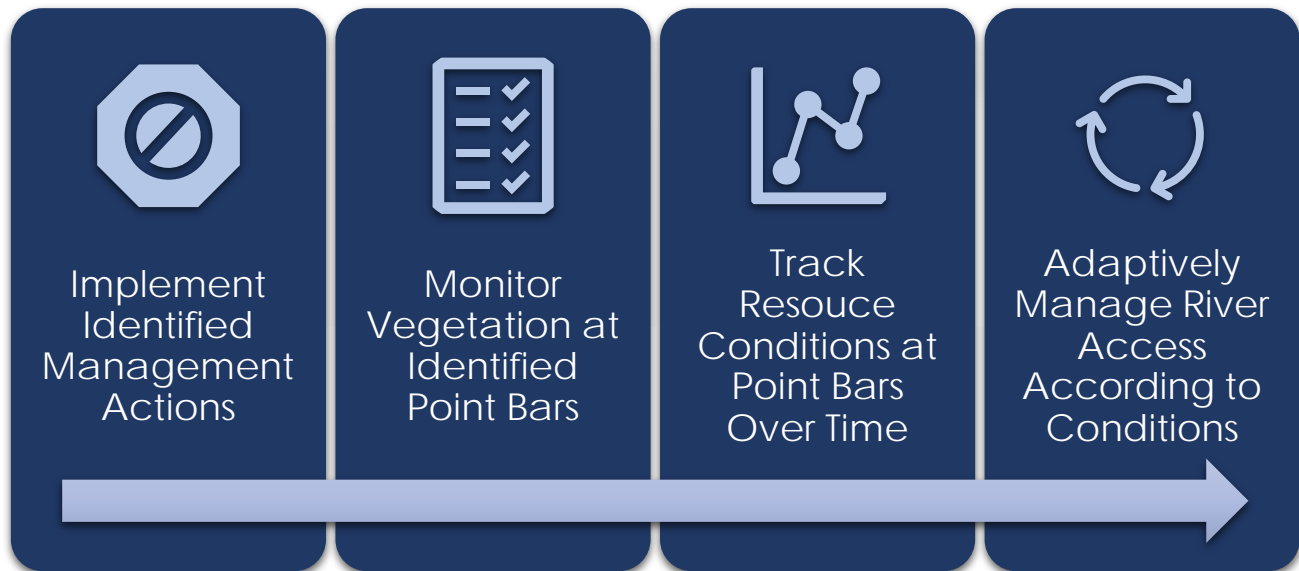 Implement
Identified
Management
Actions
Monitor
Vegetation at
Identified
Point Bars
Track
Resouce
Conditions at
Point Bars
Over Time
Adaptively
Manage River
Access
According to
Conditions